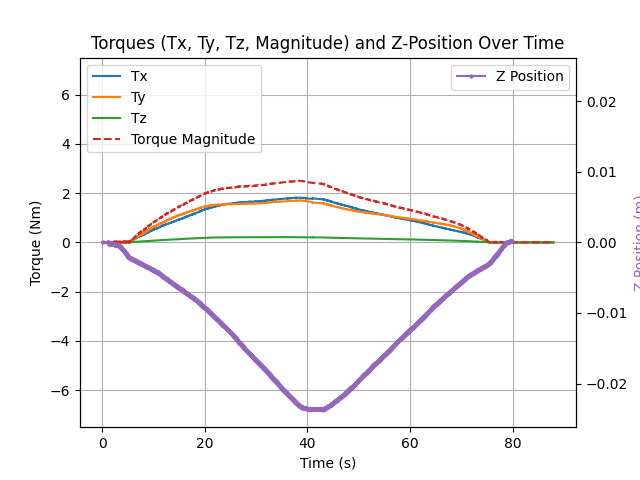 Torques (Tx, Ty, Tz, Magnitude) and Z-Position Over Time
Tx
Ty
Tz
Torque Magnitude
Z Position
6
4
2
0
−2
−4
−6
Torque (Nm)
0.02
0.01
0.00
−0.01
−0.02
Z Position (m)
0
20
40
60
80
Time (s)